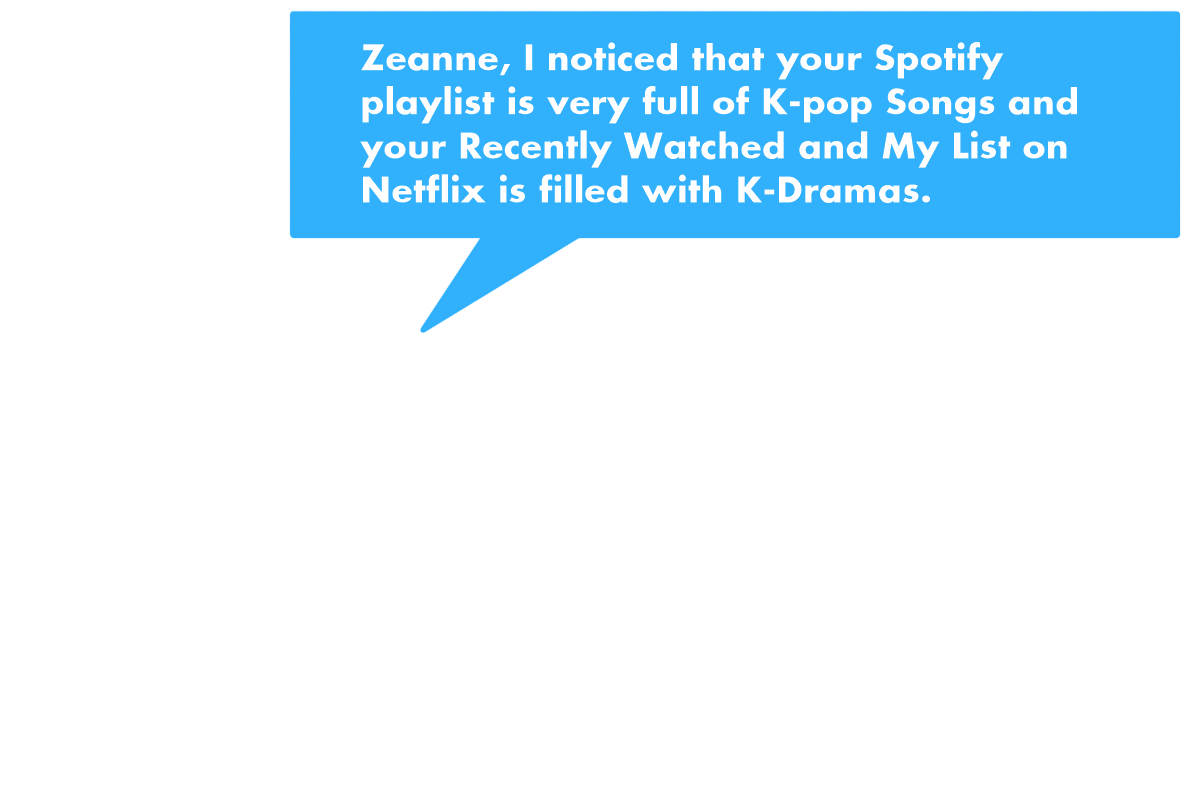 Zeanne, I noticed that your Spotify
playlist is very full of K-pop Songs and
your Recently Watched and My List on
Netflix is filled with K-Dramas.